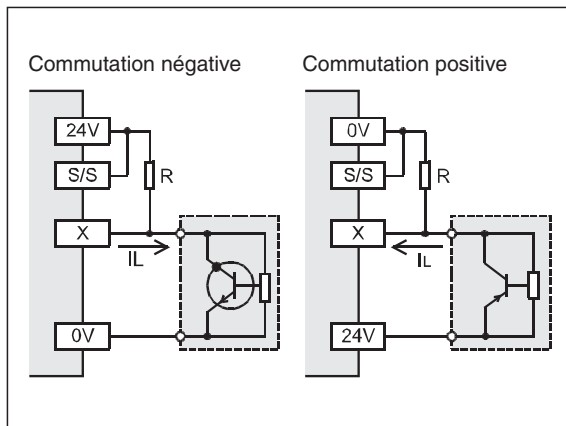 Commutation négative
24V
S/S
R
X
IL
0V
Commutation positive
0V
S/S
R
X
IL
24V